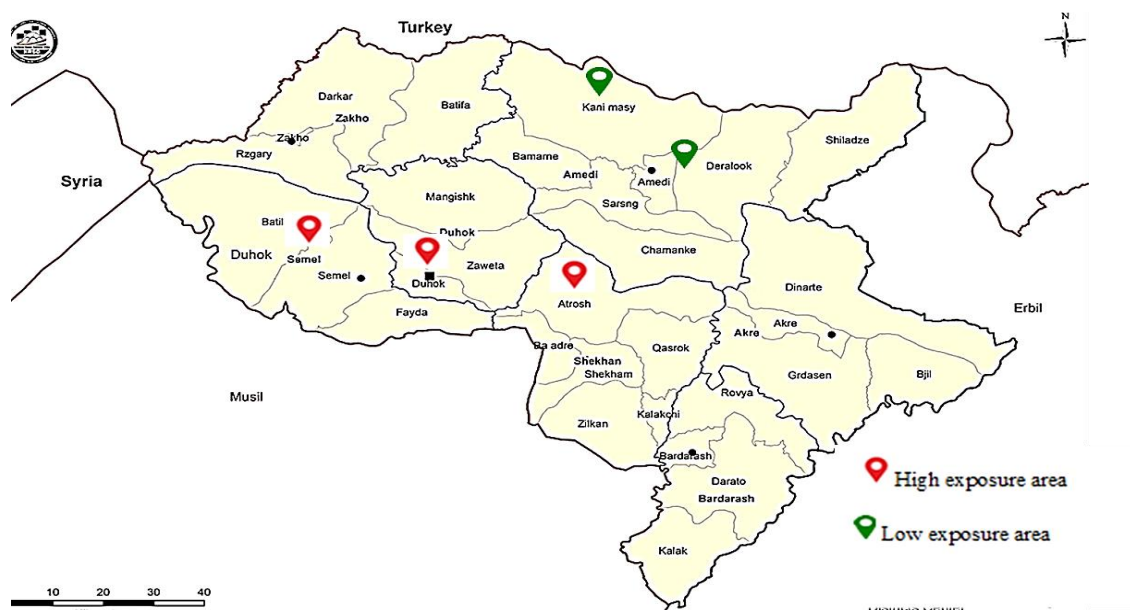 Turkey
N
Kani masy
Darkar
Batifa
Zakho
Zakho
Shiladze
Rzgary
Bamame
Deralook
Amedi
Amedi
Syria
Mangishk
Sarsng
Batil
Duhok
Chamanke
Duhok
Semel
Zaweta
Semel
Duhok
Dinarte
Atrosh
Erbil
Fayda
Akre
Akre
Ba adre
Qasrok
Shekhan
Shekham
Grdasen
Bjil
Musil
Rovya
Kalakchi
Zilkan
Bardarash
High exposure area
Darato
Bardarash
Low exposure area
Kalak
10 20 30 40